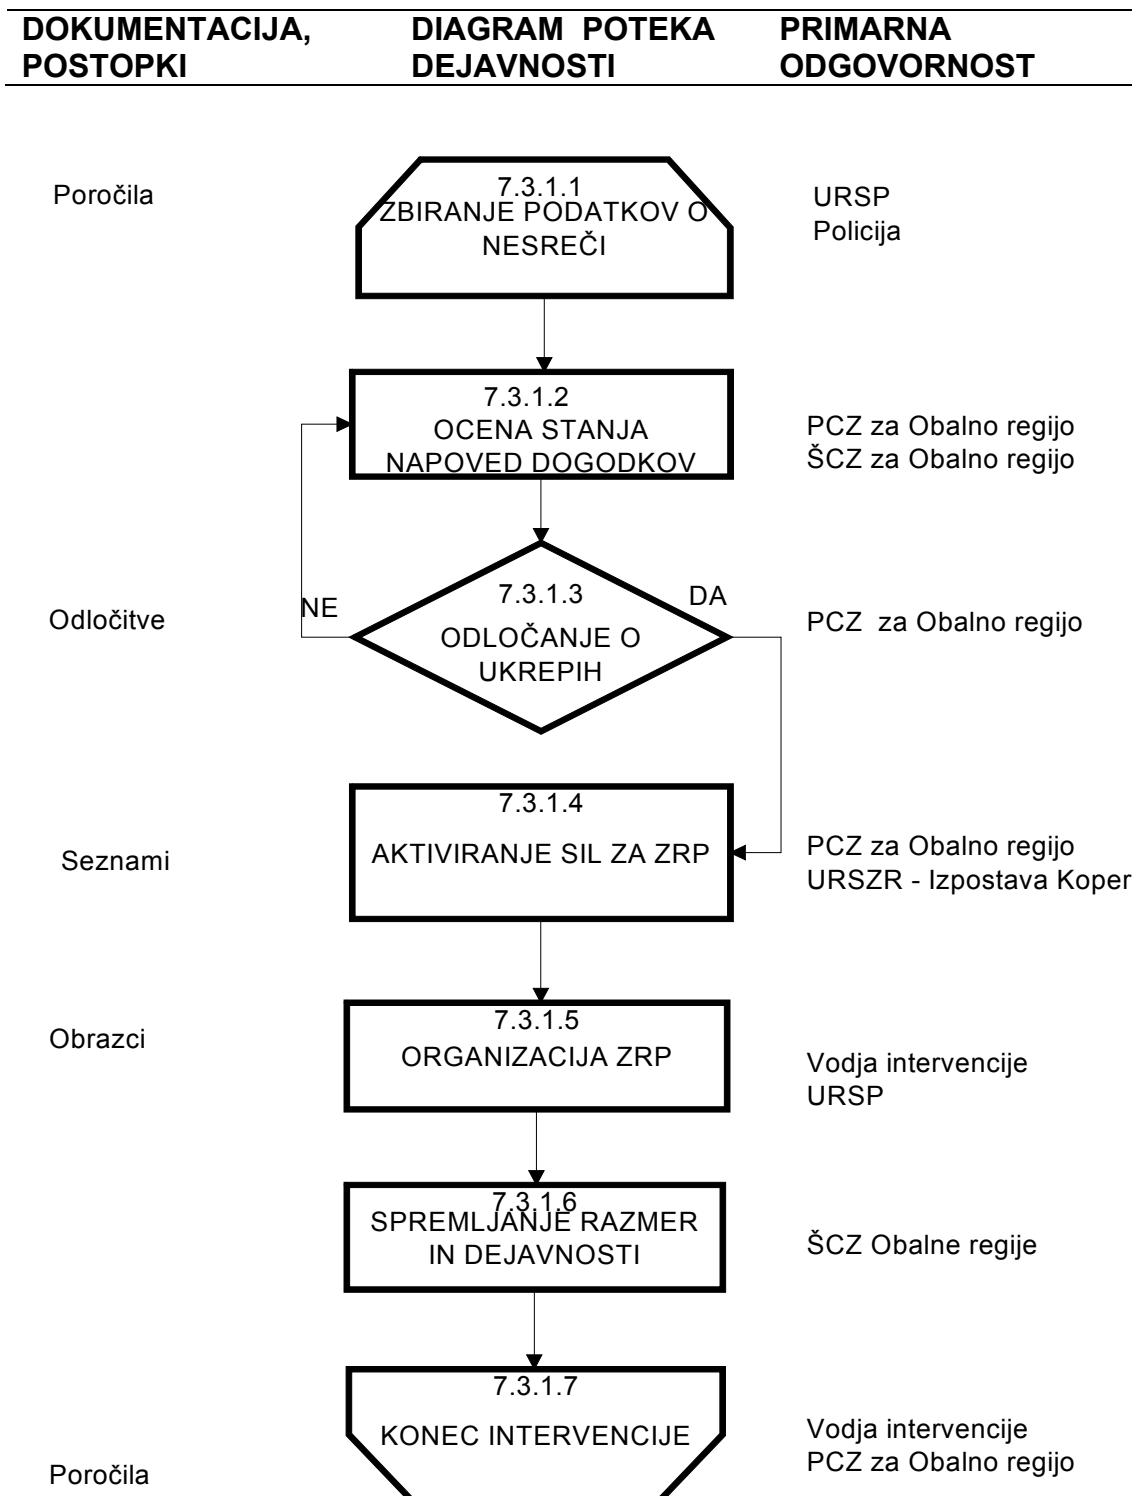 DOKUMENTACIJA, DIAGRAM POTEKA PRIMARNA
POSTOPKI DEJAVNOSTI ODGOVORNOST
Poročila
7.3.1.1
ZBIRANJE PODATKOV O
NESREČI
URSP
Policija
7.3.1.2
OCENA STANJA
NAPOVED DOGODKOV
PCZ za Obalno regijo
ŠCZ za Obalno regijo
Odločitve
NE
7.3.1.3
ODLOČANJE O
UKREPIH
DA
PCZ za Obalno regijo
Seznami
7.3.1.4
AKTIVIRANJE SIL ZA ZRP
PCZ za Obalno regijo
URSZR - Izpostava Koper
Obrazci
7.3.1.5
ORGANIZACIJA ZRP
Vodja intervencije
URSP
7.3.1.6
SPREMLJANJE RAZMER
IN DEJAVNOSTI
ŠCZ Obalne regije
7.3.1.7
KONEC INTERVENCIJE
Vodja intervencije
PCZ za Obalno regijo
Poročila